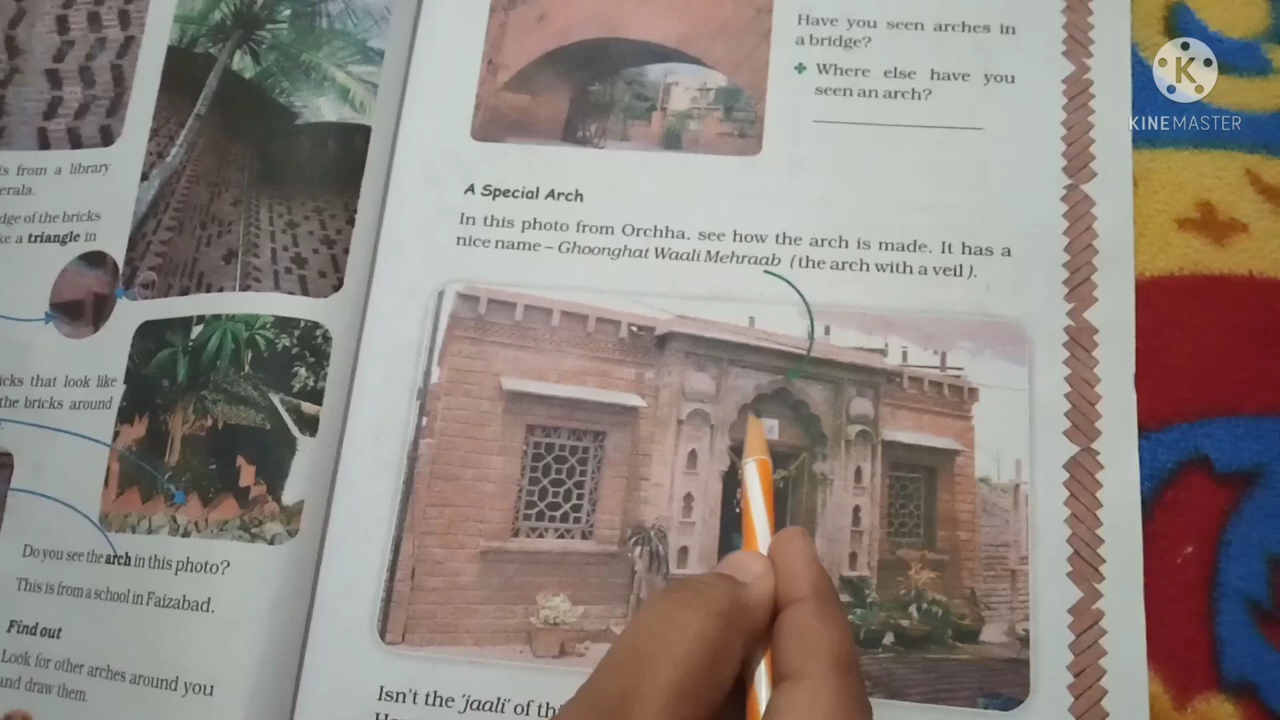 is from a library
erala.
dge of the bricks
ke a triangle in
icks that look like
the bricks around
Do you see the arch in this photo?
This is from a school in Faizabad.
Find out
Look for other arches around you
and draw them.
Have you seen arches in
a bridge?
Where else have you
seen an arch?
A Special Arch
In this photo from Orchha, see how the arch is made. It has a
nice name – Ghoonghat Waali Mehraab (the arch with a veil ).
Isn't the 'jaali' of
KINEMASTER